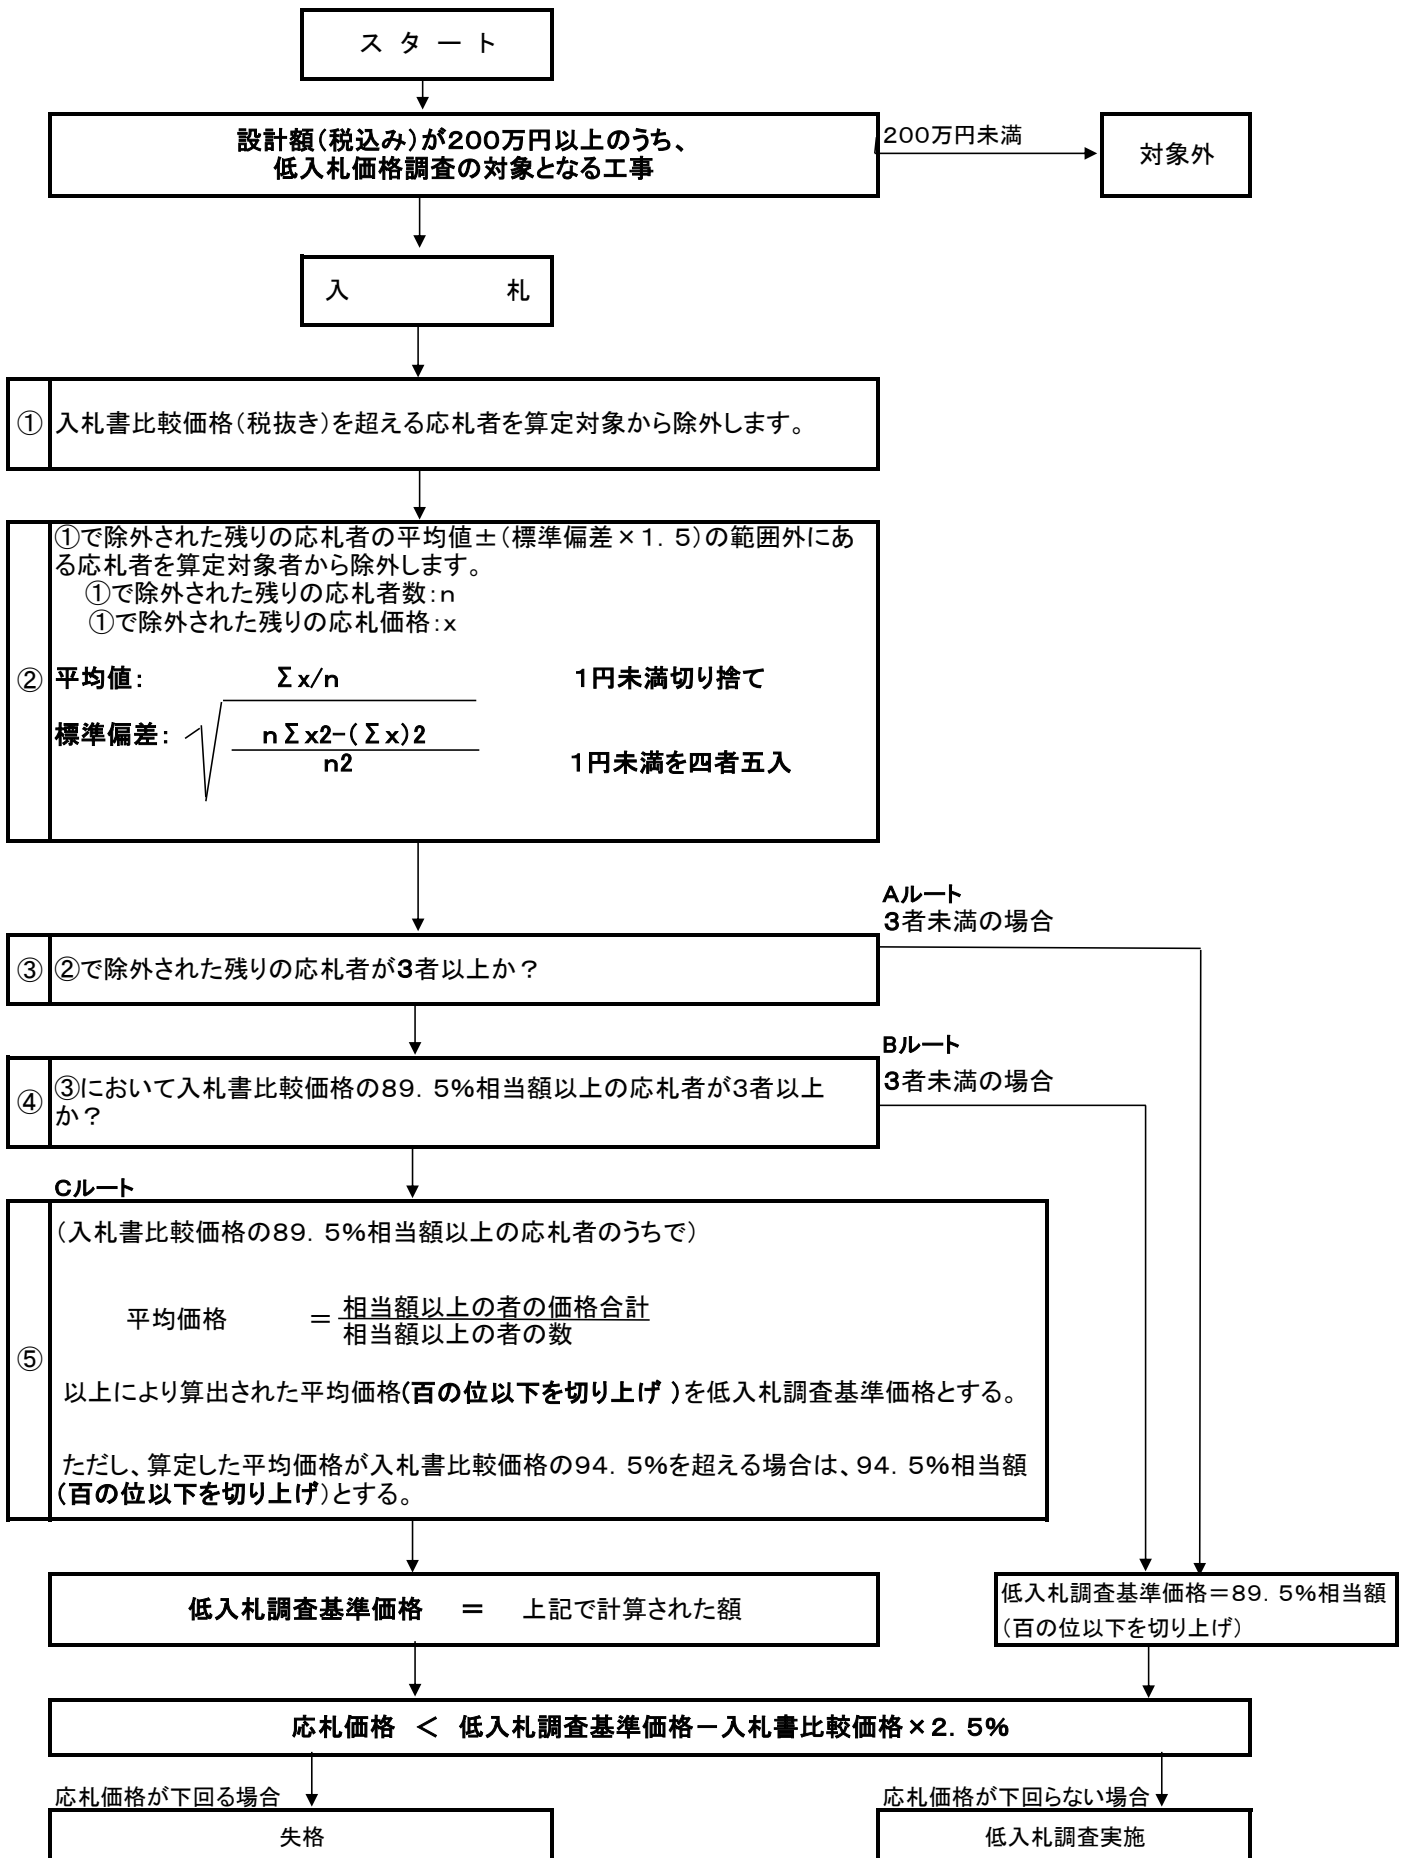 スタート
設計額(税込み)が200万円以上のうち、
低入札価格調査の対象となる工事
200万円未満
対象外
入　　　札
① 入札書比較価格(税抜き)を超える応札者を算定対象から除外します。
①で除外された残りの応札者の平均値±(標準偏差×1.5)の範囲外にあ
る応札者を算定対象者から除外します。
①で除外された残りの応札者数:n
①で除外された残りの応札価格:x
② 平均値: Σx/n 1円未満切り捨て
標準偏差: √ nΣx2-(Σx)2
n2 1円未満を四者五入
Aルート
3者未満の場合
③ ②で除外された残りの応札者が3者以上か?
Bルート
3者未満の場合
④ ③において入札書比較価格の89.5%相当額以上の応札者が3者以上
か?
Cルート
(入札書比較価格の89.5%相当額以上の応札者のうちで)
平均価格 = 相当額以上の者の価格合計
相当額以上の者の数
⑤
以上により算出された平均価格(百の位以下を切り上げ )を低入札調査基準価格とする。
ただし、算定した平均価格が入札書比較価格の94.5%を超える場合は、94.5%相当額
(百の位以下を切り上げ)とする。
低入札調査基準価格 = 上記で計算された額
低入札調査基準価格=89.5%相当額
(百の位以下を切り上げ)
応札価格 < 低入札調査基準価格-入札書比較価格×2.5%
応札価格が下回る場合
応札価格が下回らない場合
失格
低入札調査実施